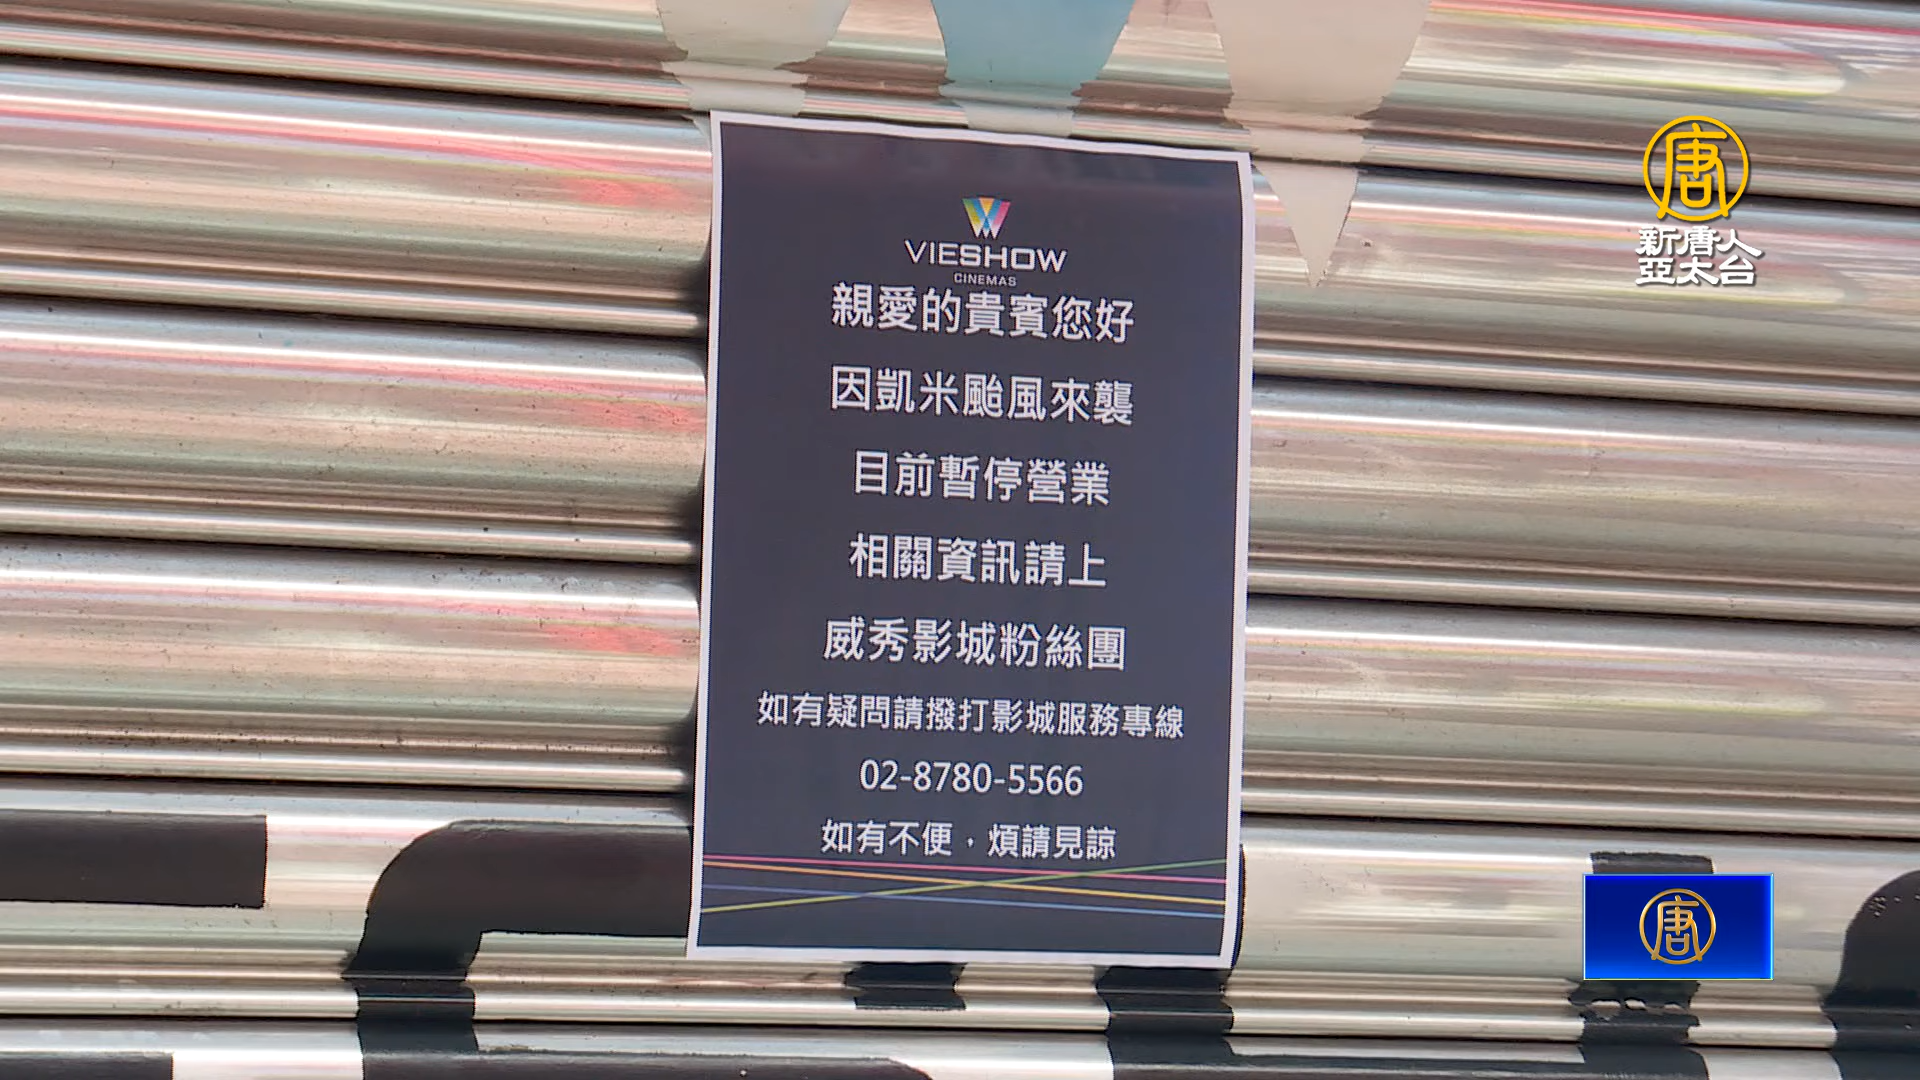 VIESHOW
CINEMAS
親愛的貴賓您好
因凱米颱風來襲
目前暫停營業
相關資訊請上
威秀影城粉絲團
如有疑問請撥打影城服務專線
02-8780-5566
如有不便，煩請見諒
唐
新唐人
亞太台
唐